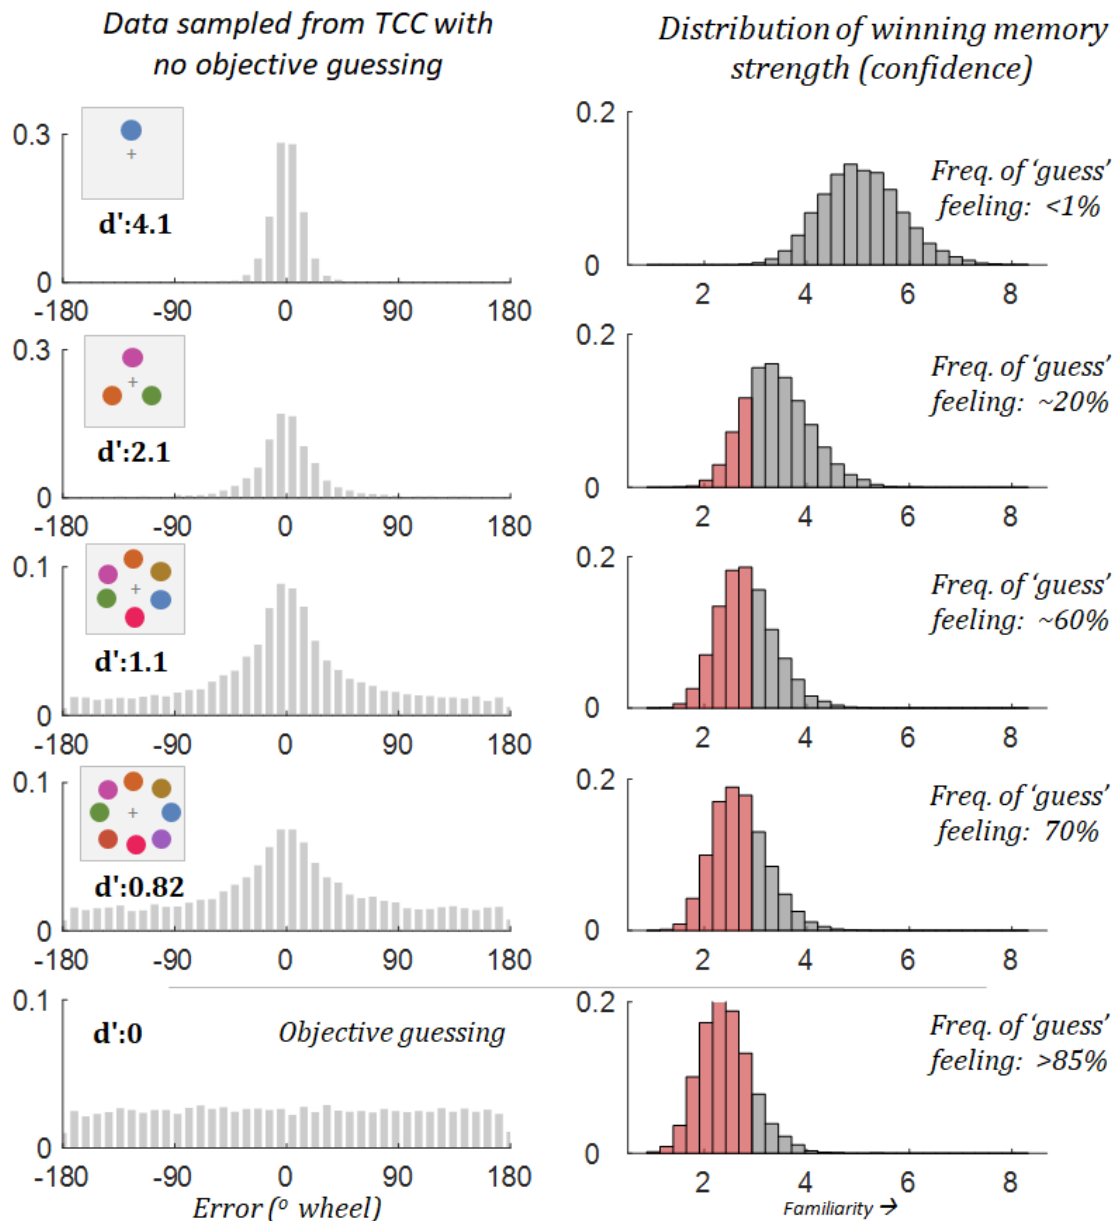 Data sampled from TCC with
no objective guessing
Distribution of winning memory
strength (confidence)
0.3
0
+
d':4.1
-180 -90 0 90 180
0.2
0
Freq. of ‘guess’
feeling: <1%
2 4 6 8
0.3
0
+
d':2.1
-180 -90 0 90 180
0.2
0
Freq. of ‘guess’
feeling: ~20%
2 4 6 8
0.1
0
+
d':1.1
-180 -90 0 90 180
0.2
0
Freq. of ‘guess’
feeling: ~60%
2 4 6 8
0.1
0
+
d':0.82
-180 -90 0 90 180
0.2
0
Freq. of ‘guess’
feeling: 70%
2 4 6 8
0.1
0
d':0
Objective guessing
-180 -90 0 90 180
Error (o wheel)
0.2
0
Freq. of ‘guess’
feeling: >85%
2 4 6 8
Familiarity →